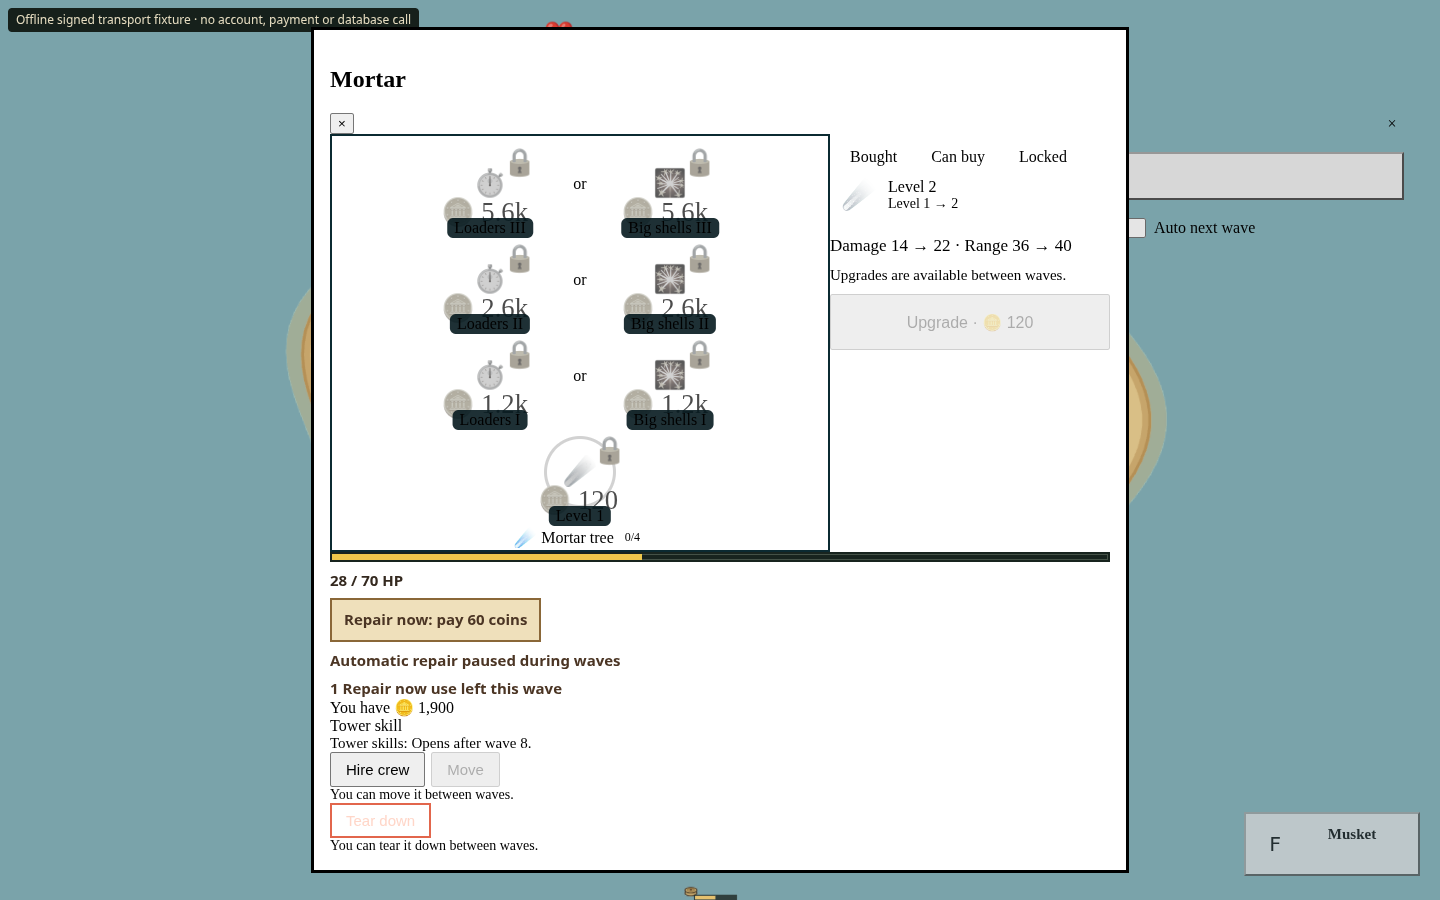 Offline signed transport fixture · no account, payment or database call
Mortar
×
×
Bought Can buy Locked
Level 2
Level 1 → 2
Damage 14 → 22 · Range 36 → 40
Upgrades are available between waves.
Upgrade · 120
or
5.6k 5.6k
Loaders III Big shells III
or
2.6k 2.6k
Loaders II Big shells II
or
1.2k 1.2k
Loaders I Big shells I
120
Level 1
Mortar tree 0/4
28 / 70 HP
Repair now: pay 60 coins
Automatic repair paused during waves
1 Repair now use left this wave
You have 1,900
Tower skill
Tower skills: Opens after wave 8.
Hire crew Move
You can move it between waves.
Tear down
You can tear it down between waves.
Auto next wave
F Musket